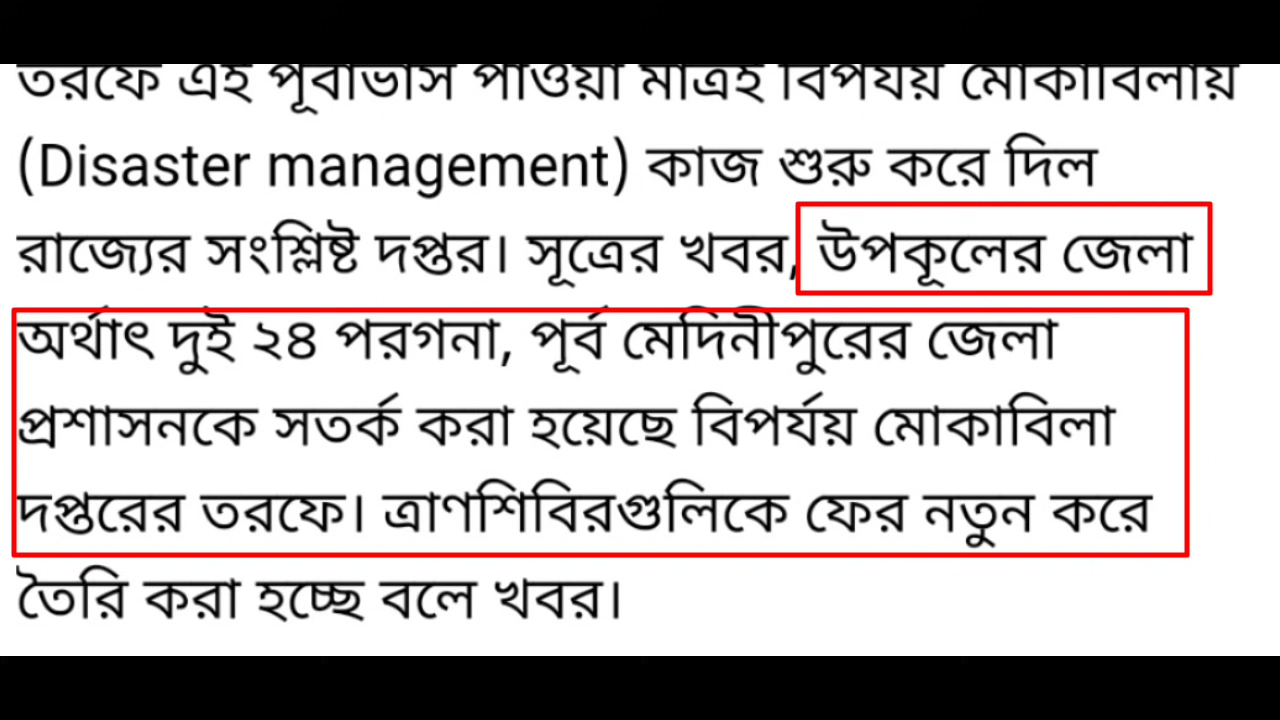 তরফে এই পূর্বাভাস পাওয়া মাত্রই বিপর্যয় মোকাবিলায়
(Disaster management) কাজ শুরু করে দিল
রাজ্যের সংশ্লিষ্ট দপ্তর। সূত্রের খবর, উপকূলের জেলা
অর্থাৎ দুই ২৪ পরগনা, পূর্ব মেদিনীপুরের জেলা
প্রশাসনকে সতর্ক করা হয়েছে বিপর্যয় মোকাবিলা
দপ্তরের তরফে। ত্রাণশিবিরগুলিকে ফের নতুন করে
তৈরি করা হচ্ছে বলে খবর।